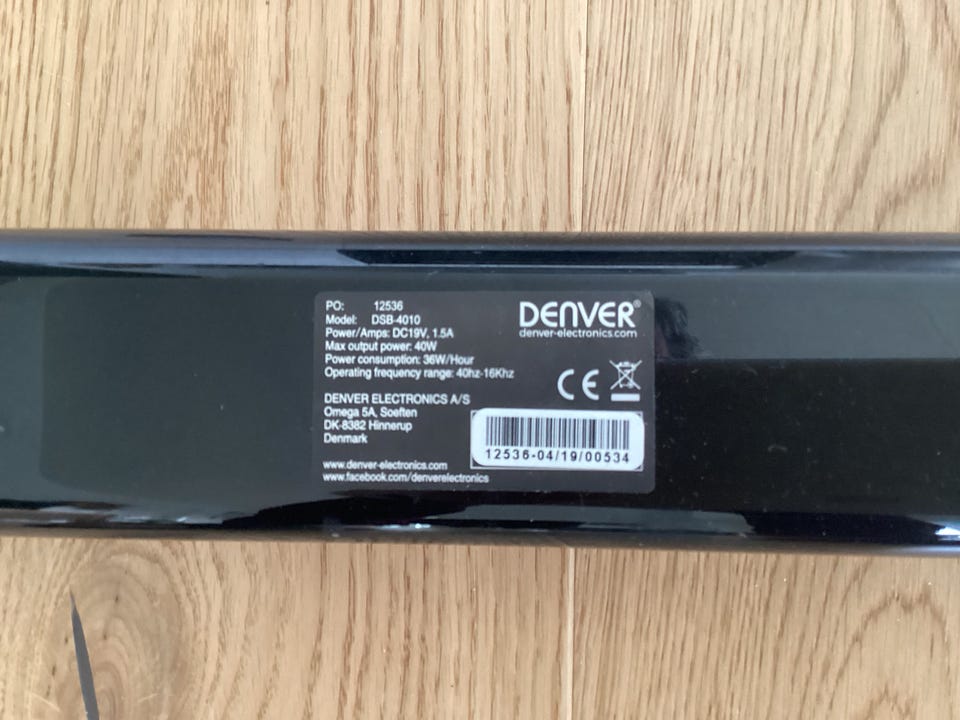 PO: 12536
Model: DSB-4010
Power/Amps: DC19V, 1.5A
Max output power: 40W
Power consumption: 36W/Hour
Operating frequency range: 40hz-16Khz
DENVER®
denver-electronics.com
CE
DENVER ELECTRONICS A/S
Omega 5A, Soeften
DK-8382 Hinnerup
Denmark
www.denver-electronics.com
www.facebook.com/denverelectronics
12536-04/19/00534